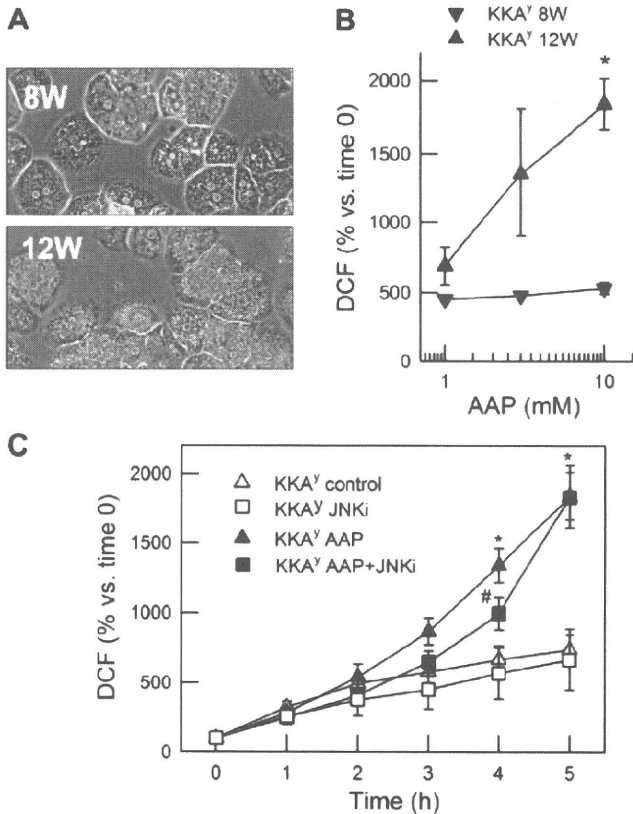 A
8W
12W
B
KKAʸ 8W
KKAʸ 12W
*
2000
1500
1000
500
0
DCF (% vs. time 0)
1
10
AAP (mM)
C
KKAʸ control
KKAʸ JNKi
KKAʸ AAP
KKAʸ AAP+JNKi
*
*
#
2000
1500
1000
500
0
DCF (% vs. time 0)
0
1
2
3
4
5
Time (h)